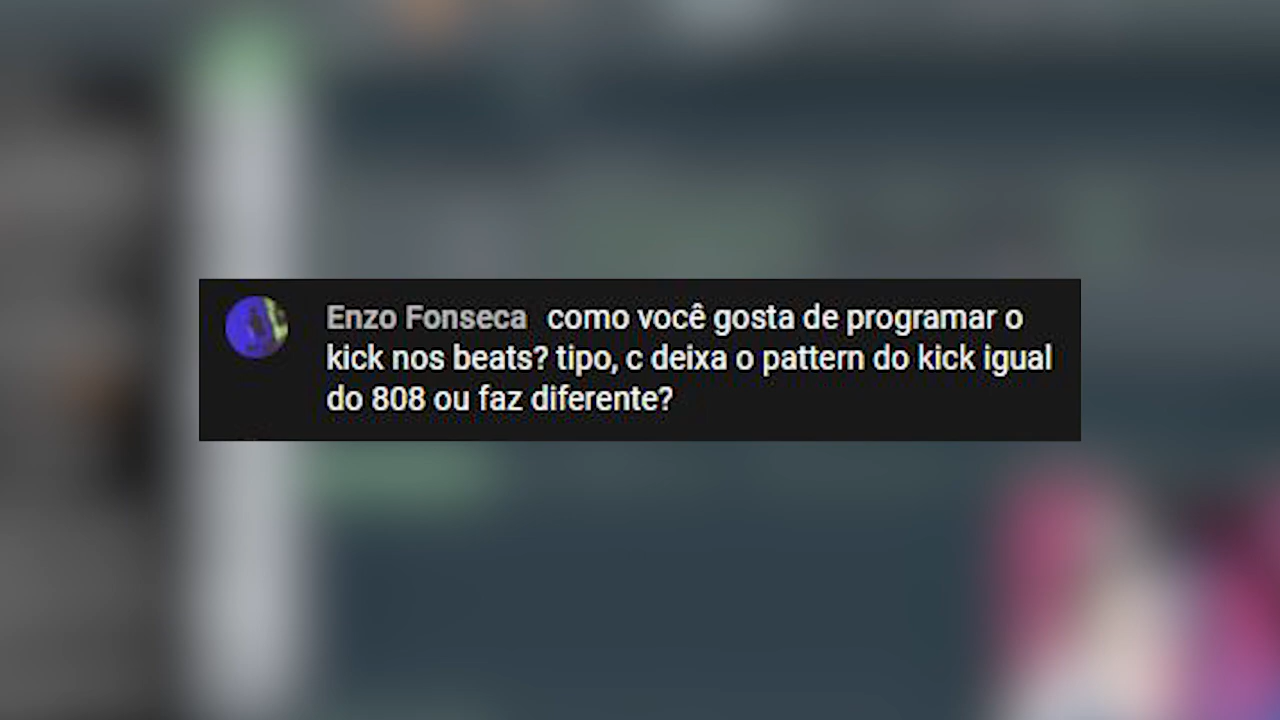 Enzo Fonseca como você gosta de programar o
kick nos beats? tipo, c deixa o pattern do kick igual
do 808 ou faz diferente?